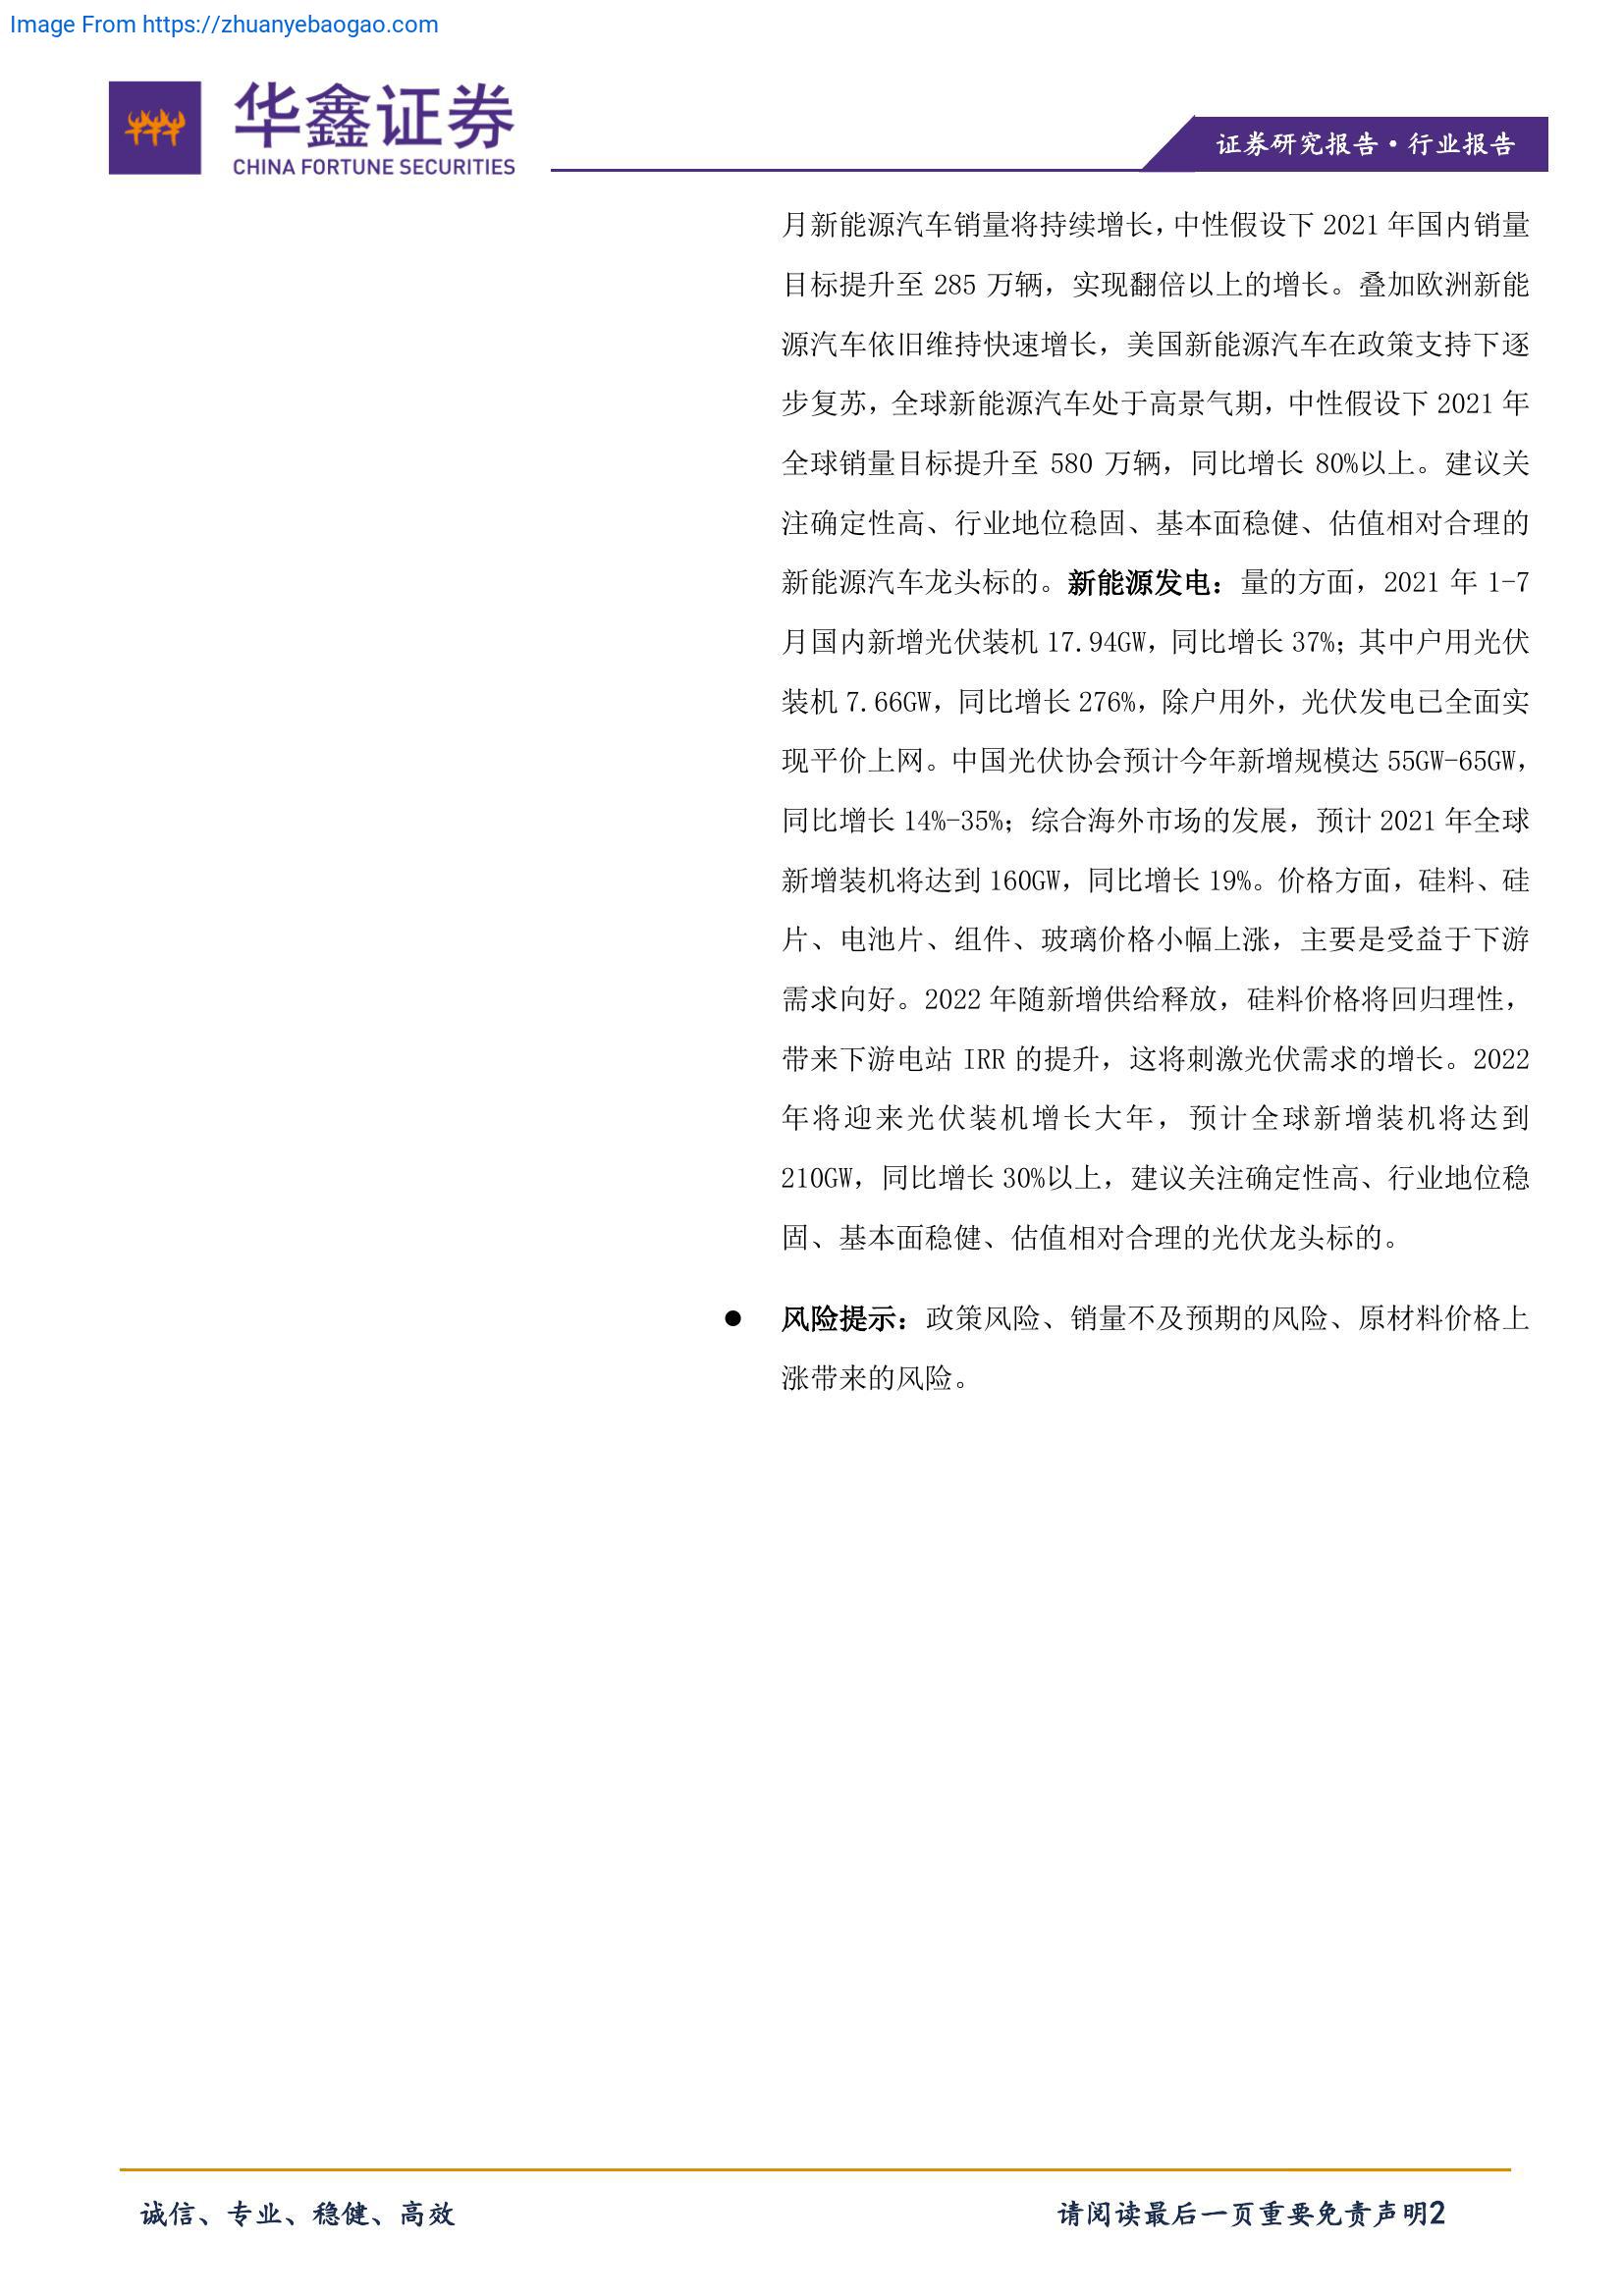 Image From https://zhuanyebaogao.com
华鑫证券
CHINA FORTUNE SECURITIES
证券研究报告·行业报告
月新能源汽车销量将持续增长，中性假设下 2021 年国内销量
目标提升至 285 万辆，实现翻倍以上的增长。叠加欧洲新能
源汽车依旧维持快速增长，美国新能源汽车在政策支持下逐
步复苏，全球新能源汽车处于高景气期，中性假设下 2021 年
全球销量目标提升至 580 万辆，同比增长 80%以上。建议关
注确定性高、行业地位稳固、基本面稳健、估值相对合理的
新能源汽车龙头标的。新能源发电：量的方面，2021 年 1-7
月国内新增光伏装机 17.94GW，同比增长 37%；其中户用光伏
装机 7.66GW，同比增长 276%，除户用外，光伏发电已全面实
现平价上网。中国光伏协会预计今年新增规模达 55GW-65GW，
同比增长 14%-35%；综合海外市场的发展，预计 2021 年全球
新增装机将达到 160GW，同比增长 19%。价格方面，硅料、硅
片、电池片、组件、玻璃价格小幅上涨，主要是受益于下游
需求向好。2022 年随新增供给释放，硅料价格将回归理性，
带来下游电站 IRR 的提升，这将刺激光伏需求的增长。2022
年将迎来光伏装机增长大年，预计全球新增装机将达到
210GW，同比增长 30%以上，建议关注确定性高、行业地位稳
固、基本面稳健、估值相对合理的光伏龙头标的。
● 风险提示：政策风险、销量不及预期的风险、原材料价格上
涨带来的风险。
诚信、专业、稳健、高效
请阅读最后一页重要免责声明2